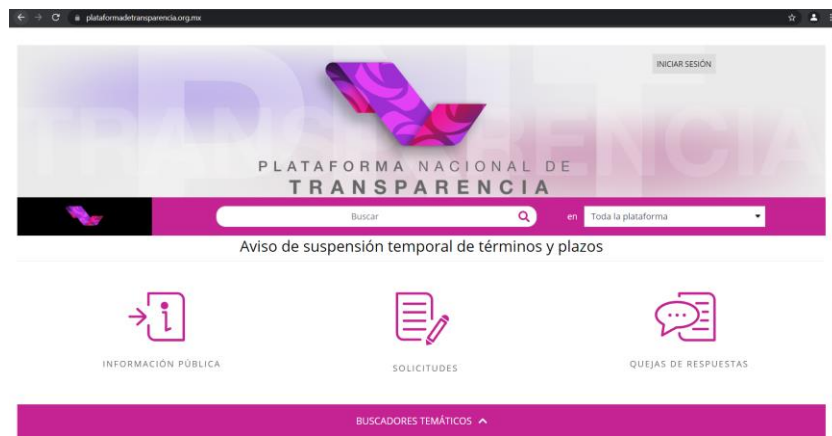 plataformadetransparencia.org.mx
PNT
TRANSPARENCIA
INICIAR SESIÓN
PLATAFORMA NACIONAL DE
TRANSPARENCIA
Buscar
en
Toda la plataforma
Aviso de suspensión temporal de términos y plazos
INFORMACIÓN PÚBLICA
SOLICITUDES
QUEJAS DE RESPUESTAS
BUSCADORES TEMÁTICOS